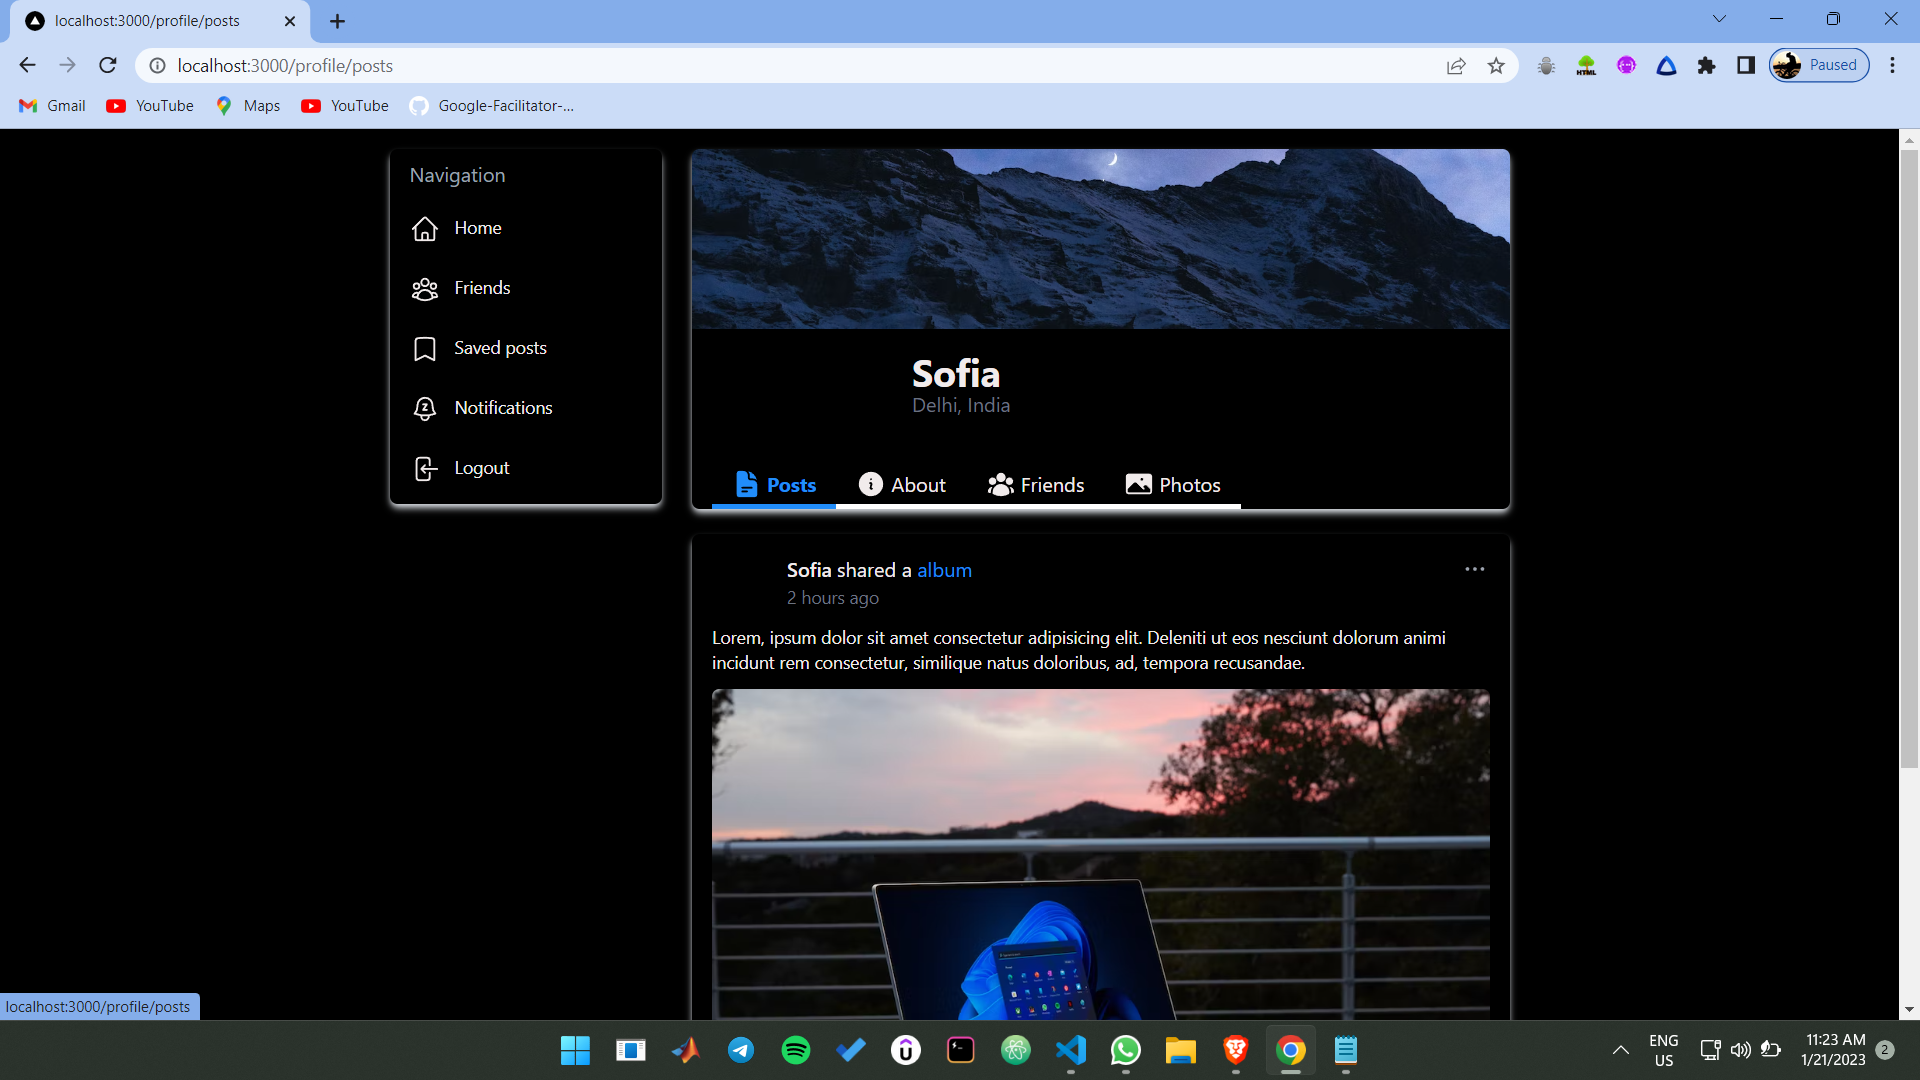 localhost:3000/profile/posts
localhost:3000/profile/posts
Paused
Gmail
YouTube
Maps
YouTube
Google-Facilitator-...
Navigation
Home
Friends
Saved posts
Notifications
Logout
Sofia
Delhi, India
Posts
About
Friends
Photos
Sofia shared a album
2 hours ago
Lorem, ipsum dolor sit amet consectetur adipisicing elit. Deleniti ut eos nesciunt dolorum animi
incidunt rem consectetur, similique natus doloribus, ad, tempora recusandae.
localhost:3000/profile/posts
ENG
US
11:23 AM
1/21/2023
2